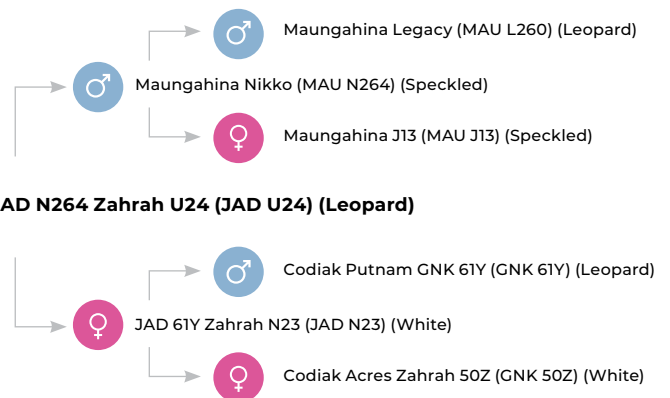 Maungahina Legacy (MAU L260) (Leopard)
Maungahina Nikko (MAU N264) (Speckled)
Maungahina J13 (MAU J13) (Speckled)
AD N264 Zahrah U24 (JAD U24) (Leopard)
Codiak Putnam GNK 61Y (GNK 61Y) (Leopard)
JAD 61Y Zahrah N23 (JAD N23) (White)
Codiak Acres Zahrah 50Z (GNK 50Z) (White)